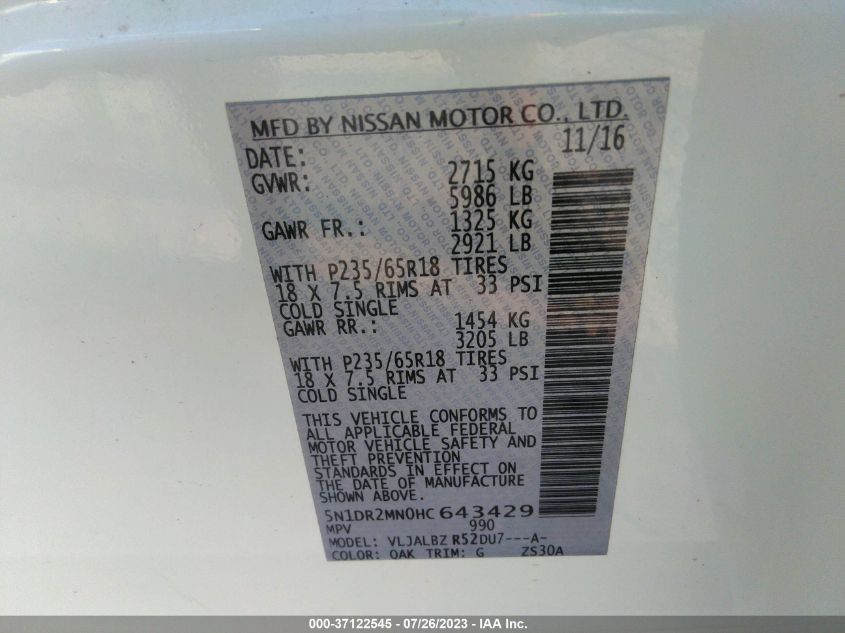 MFD BY NISSAN MOTOR CO., LTD.
DATE: 11/16
GVWR: 2715 KG
5986 LB
GAWR FR.: 1325 KG
2921 LB
WITH P235/65R18 TIRES
18 X 7.5 RIMS AT 33 PSI
COLD SINGLE
GAWR RR.: 1454 KG
3205 LB
WITH P235/65R18 TIRES
18 X 7.5 RIMS AT 33 PSI
COLD SINGLE
THIS VEHICLE CONFORMS TO
ALL APPLICABLE FEDERAL
MOTOR VEHICLE SAFETY AND
THEFT PREVENTION
STANDARDS IN EFFECT ON
THE DATE OF MANUFACTURE
SHOWN ABOVE.
5N1DR2MN0HC643429
MPV 990
MODEL: VLJALBZ R52DU7---A-
COLOR: QAK TRIM: G ZS30A
000-37122545 - 07/26/2023 - Copyright © IAA, Inc.